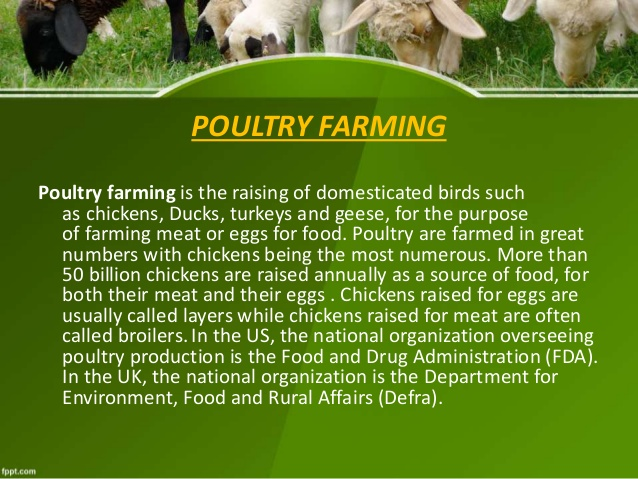 POULTRY FARMING
Poultry farming is the raising of domesticated birds such
as chickens, Ducks, turkeys and geese, for the purpose
of farming meat or eggs for food. Poultry are farmed in great
numbers with chickens being the most numerous. More than
50 billion chickens are raised annually as a source of food, for
both their meat and their eggs . Chickens raised for eggs are
usually called layers while chickens raised for meat are often
called broilers. In the US, the national organization overseeing
poultry production is the Food and Drug Administration (FDA).
In the UK, the national organization is the Department for
Environment, Food and Rural Affairs (Defra).
fppt.com